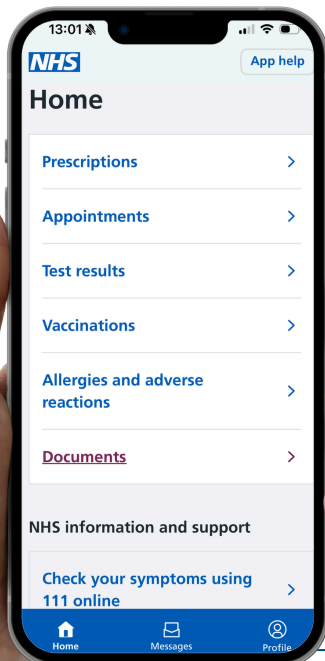 13:01
NHS
App help
Home
Prescriptions
Appointments
Test results
Vaccinations
Allergies and adverse
reactions
Documents
NHS information and support
Check your symptoms using
111 online
Home
Messages
Profile